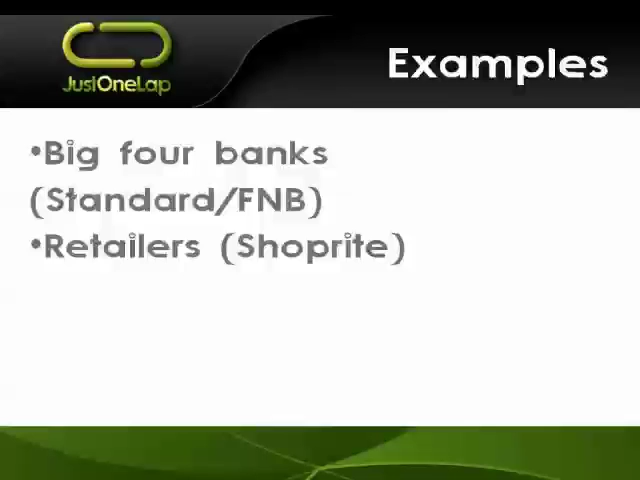 JustOneLap
Examples
•Big four banks
(Standard/FNB)
•Retailers (Shoprite)